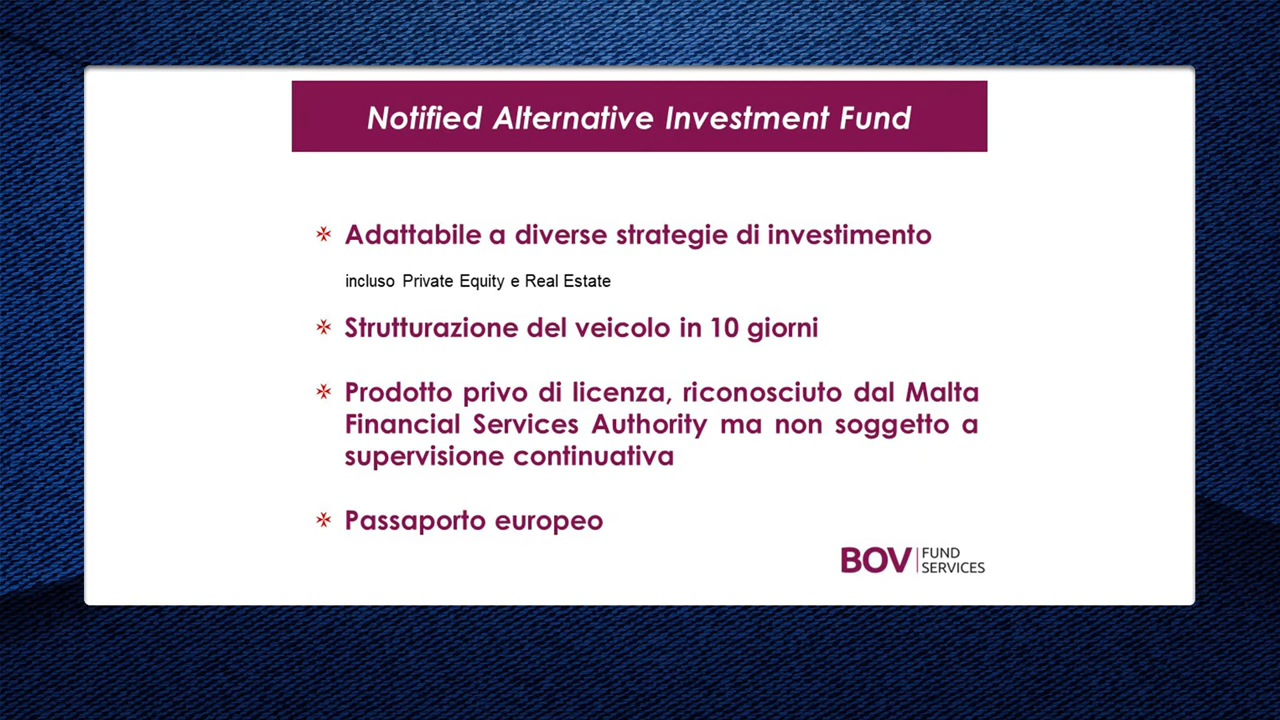 Notified Alternative Investment Fund
Adattabile a diverse strategie di investimento
incluso Private Equity e Real Estate
Strutturazione del veicolo in 10 giorni
Prodotto privo di licenza, riconosciuto dal Malta
Financial Services Authority ma non soggetto a
supervisione continuativa
Passaporto europeo
BOV FUND
SERVICES